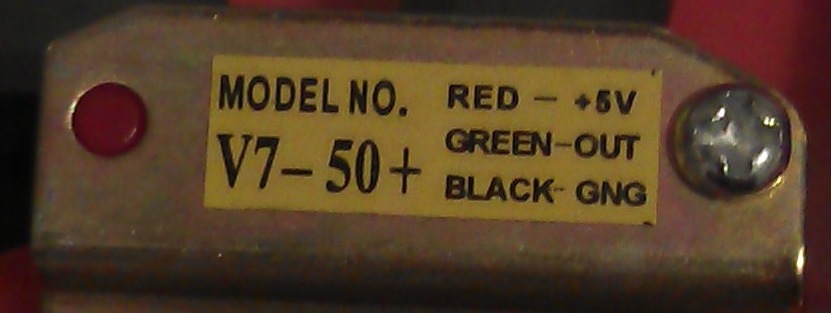 MODEL NO.
V7-50+
RED - +5V
GREEN-OUT
BLACK- GNG